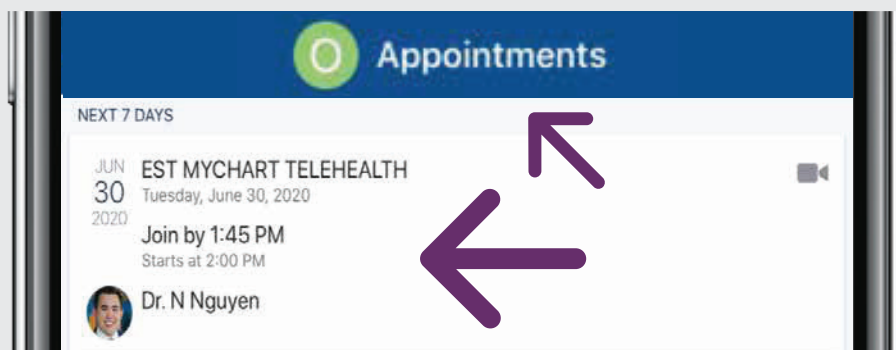 O Appointments
NEXT 7 DAYS
JUN
30
2020
EST MYCHART TELEHEALTH
Tuesday, June 30, 2020
Join by 1:45 PM
Starts at 2:00 PM
Dr. N Nguyen